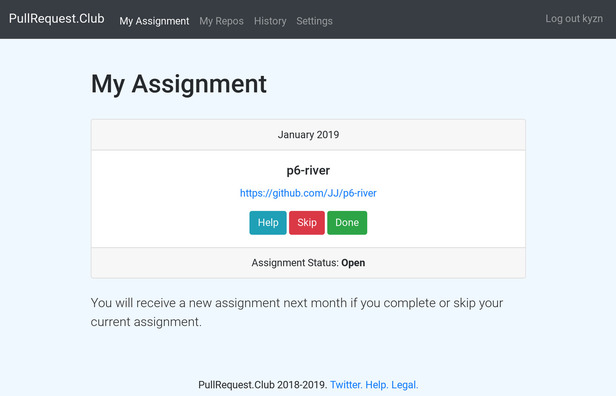 PullRequest.Club My Assignment My Repos History Settings Log out kyzn
My Assignment
January 2019
p6-river
https://github.com/JJ/p6-river
Help Skip Done
Assignment Status: Open
You will receive a new assignment next month if you complete or skip your
current assignment.
PullRequest.Club 2018-2019. Twitter. Help. Legal.